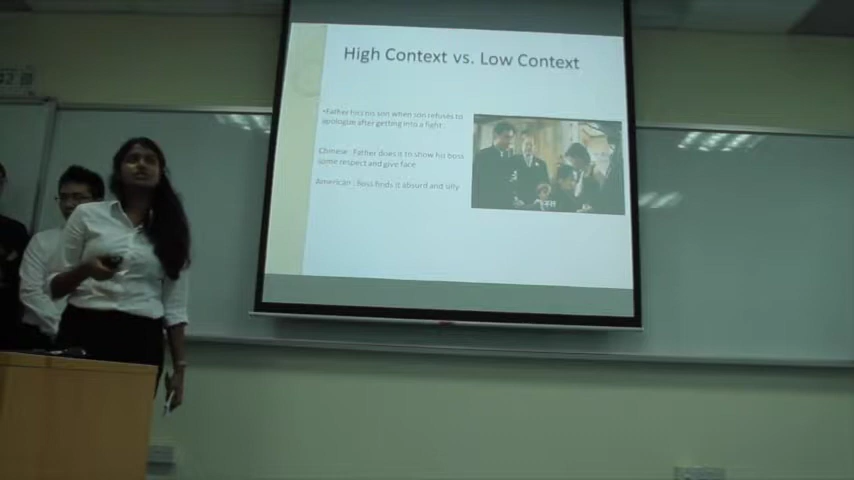 High Context vs. Low Context
•Father hits his son when son refuses to
apologue after getting into a fight.
Chinese : Father does it to show his boss
some respect and give face
American : Boss finds it absurd and silly